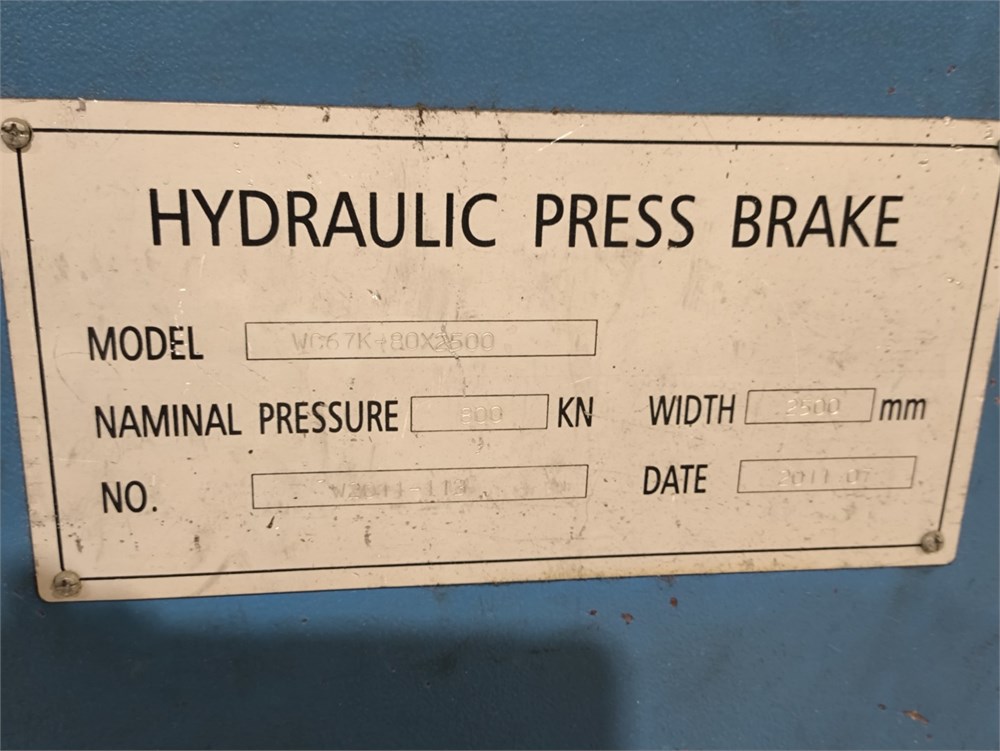 HYDRAULIC PRESS BRAKE
MODEL WC67K-80X2500
NAMINAL PRESSURE 800 KN WIDTH 2500 mm
NO. DATE 2011.07